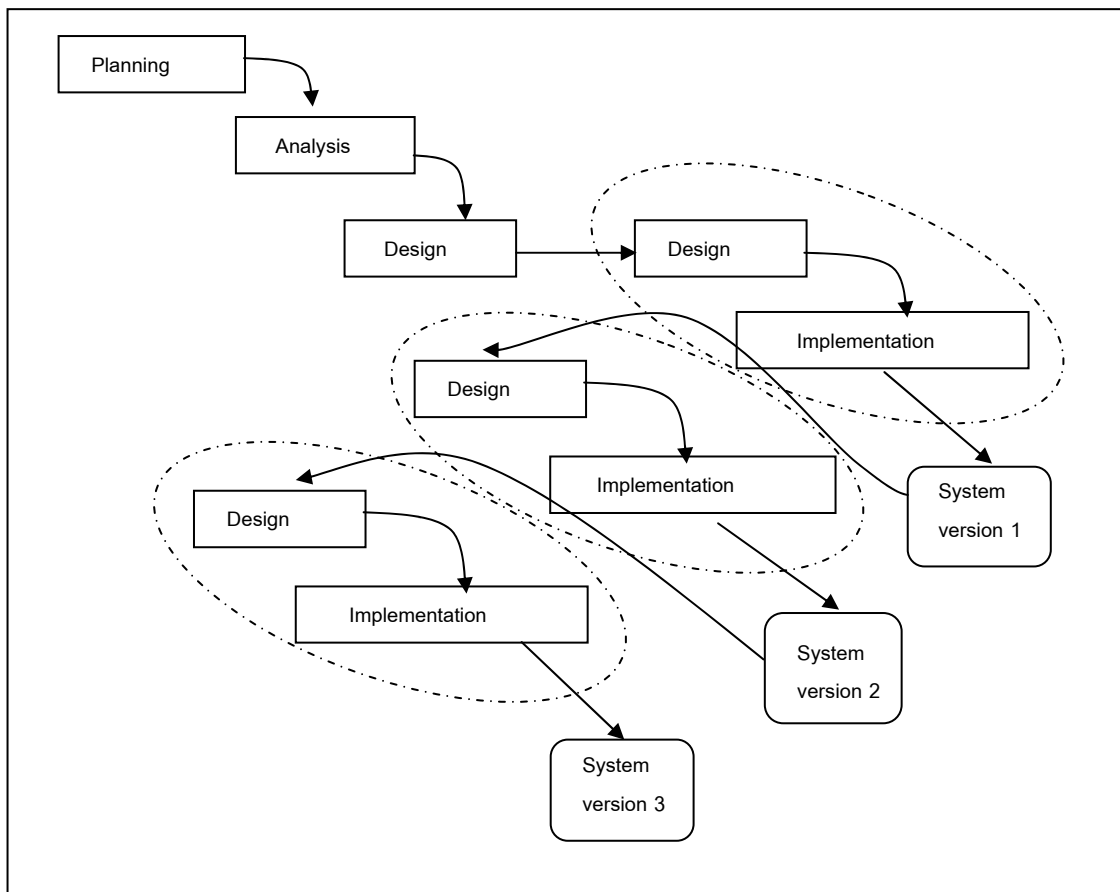 Planning
Analysis
Design
Design
Implementation
Design
Implementation
System
version 1
Design
Implementation
System
version 2
System
version 3